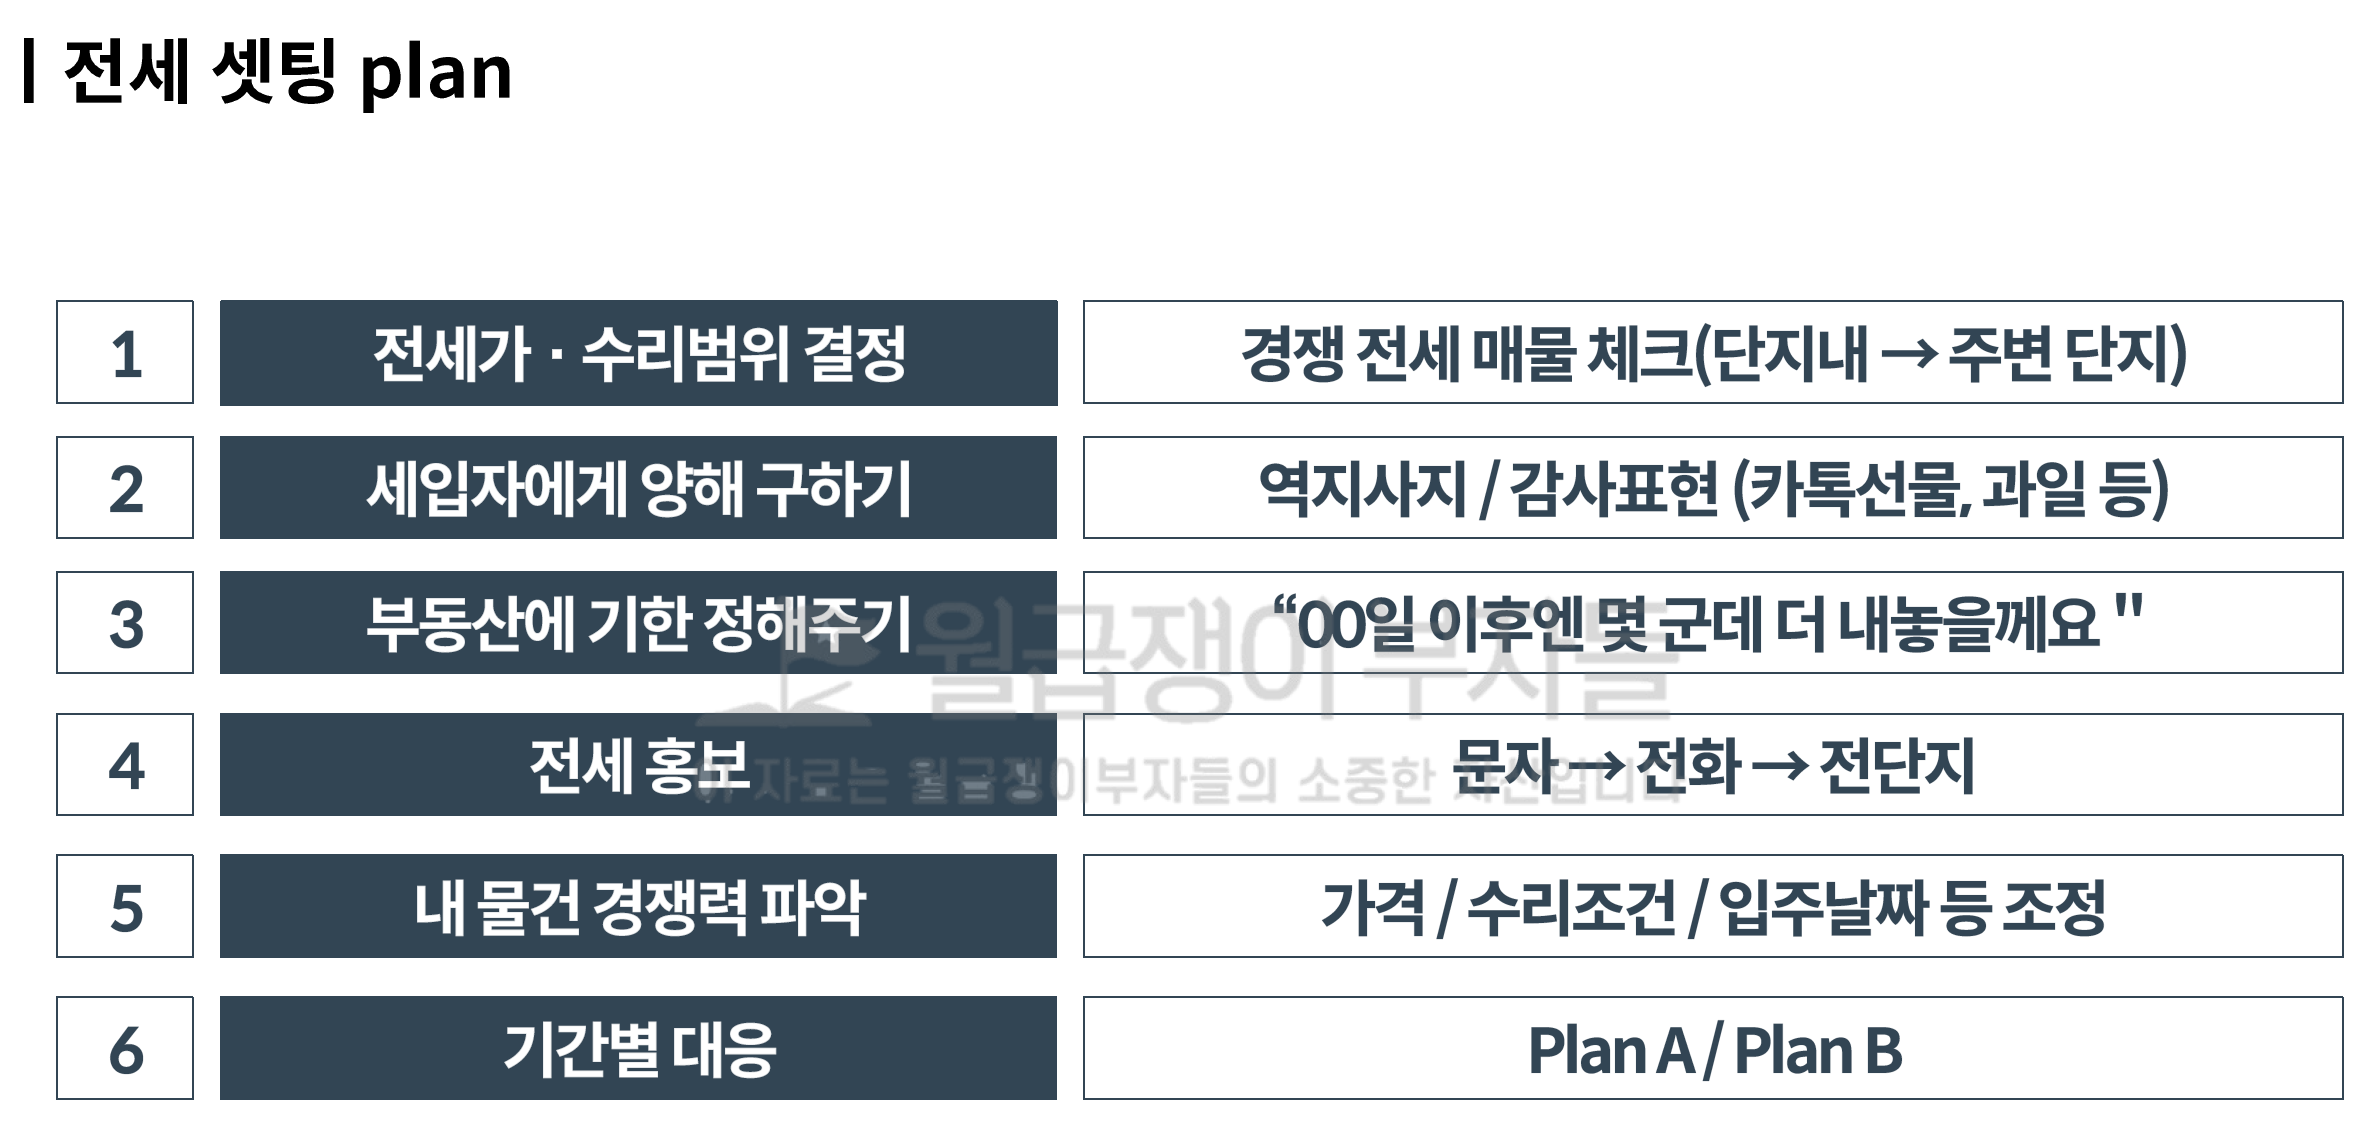 | 전세 셋팅 plan
1 전세가 · 수리범위 결정 경쟁 전세 매물 체크(단지내 → 주변 단지)
2 세입자에게 양해 구하기 역지사지 / 감사표현 (카톡선물, 과일 등)
3 부동산에 기한 정해주기 “00일 이후엔 몇 군데 더 내놓을께요 "
월급쟁이 부자들
4 전세 홍보 문자 → 전화 → 전단지
이 자료는 월급쟁이부자들의 소중한 자산입니다
5 내 물건 경쟁력 파악 가격 / 수리조건 / 입주날짜 등 조정
6 기간별 대응 Plan A / Plan B